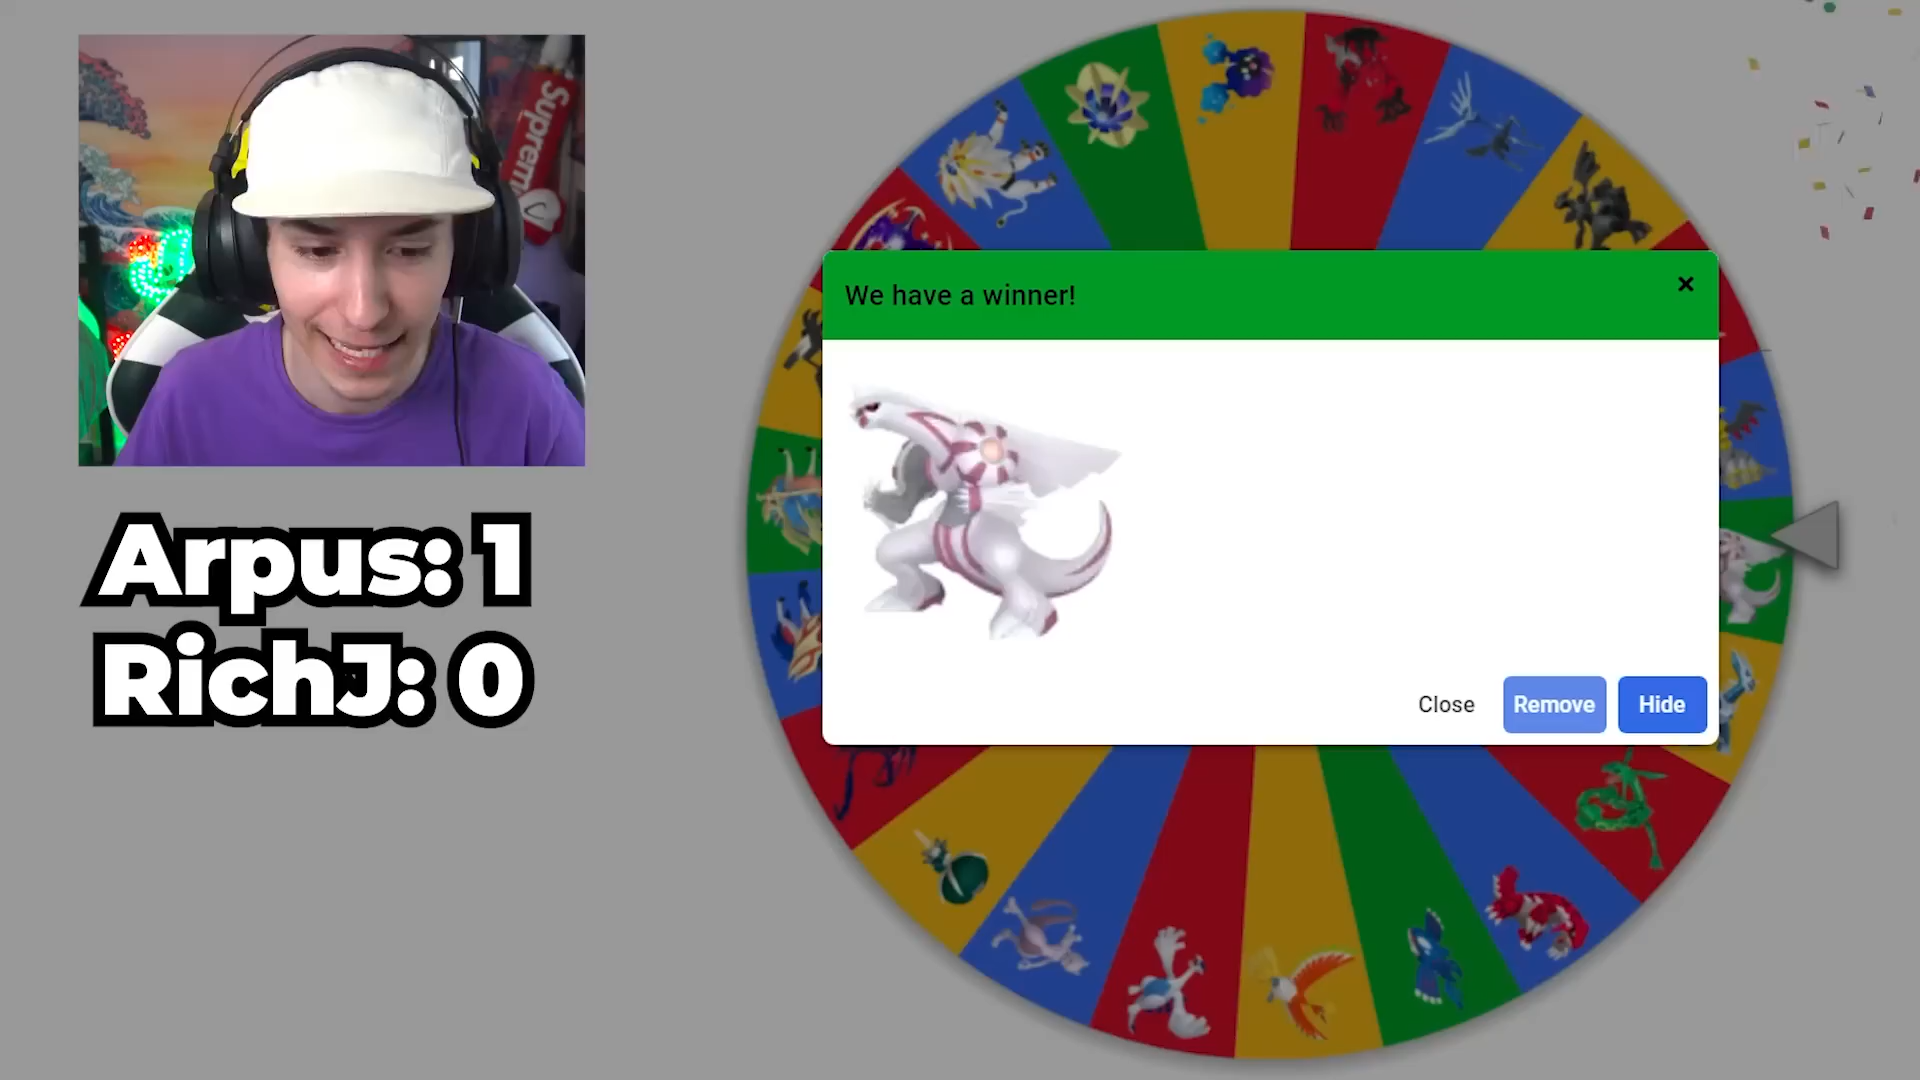 Supreme
We have a winner!
Arpus: 1
RichJ: 0
Close
Remove
Hide